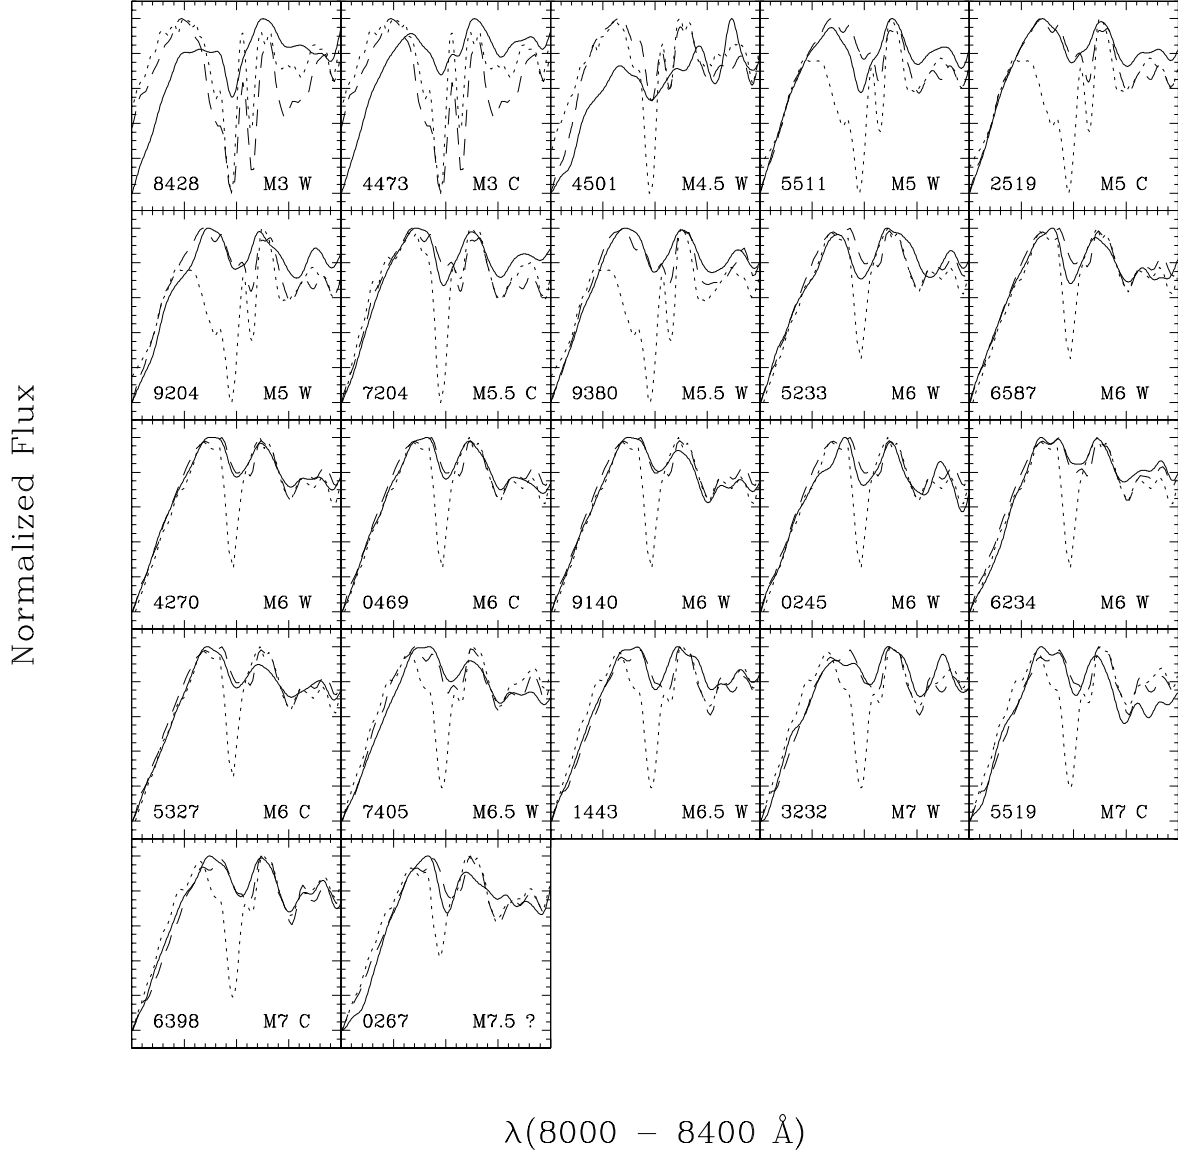 Normalized Flux
8428 M3 W
4473 M3 C
4501 M4.5 W
5511 M5 W
2519 M5 C
9204 M5 W
7204 M5.5 C
9380 M5.5 W
5233 M6 W
6587 M6 W
4270 M6 W
0469 M6 C
9140 M6 W
0245 M6 W
6234 M6 W
5327 M6 C
7405 M6.5 W
1443 M6.5 W
3232 M7 W
5519 M7 C
6398 M7 C
0267 M7.5 ?
λ(8000 − 8400 Å)